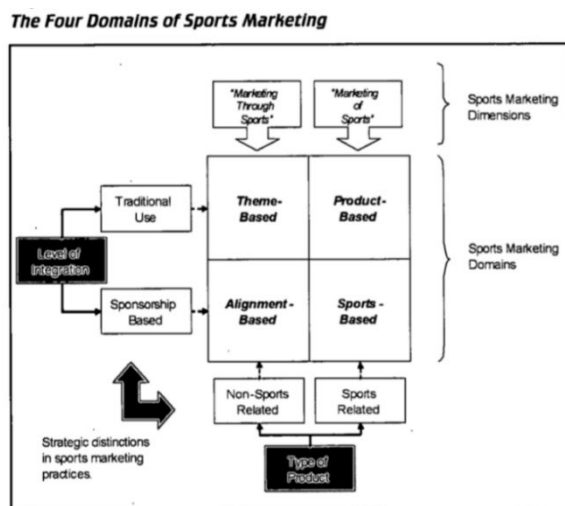 The Four Domains of Sports Marketing
"Marketing
Through
Sports"
"Marketing
of
Sports"
Sports Marketing
Dimensions
Traditional
Use
Theme-
Based
Product-
Based
Level of
Integration
Sports Marketing
Domains
Sponsorship
Based
Alignment -
Based
Sports -
Based
Non-Sports
Related
Sports
Related
Strategic distinctions
in sports marketing
practices.
Type of
Product